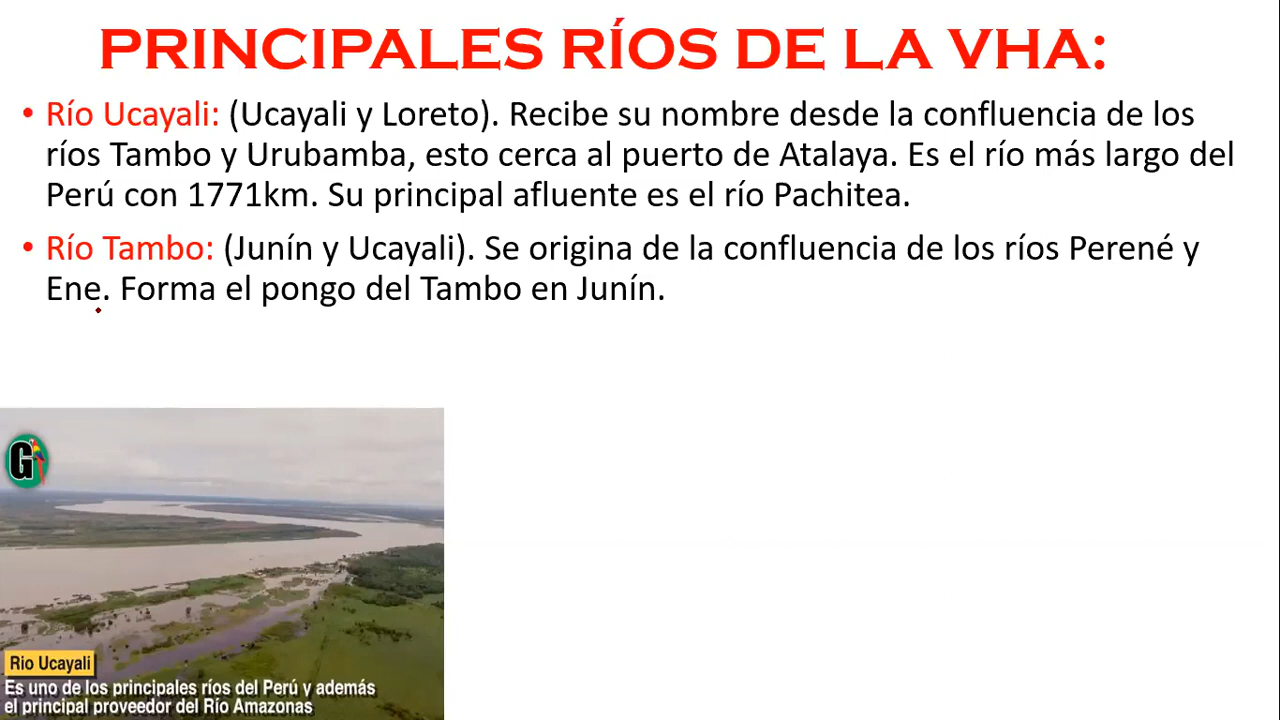 PRINCIPALES RÍOS DE LA VHA:
• Río Ucayali: (Ucayali y Loreto). Recibe su nombre desde la confluencia de los
ríos Tambo y Urubamba, esto cerca al puerto de Atalaya. Es el río más largo del
Perú con 1771km. Su principal afluente es el río Pachitea.
• Río Tambo: (Junín y Ucayali). Se origina de la confluencia de los ríos Perené y
Ene. Forma el pongo del Tambo en Junín.
G
Rio Ucayali
Es uno de los principales ríos del Perú y además
el principal proveedor del Río Amazonas